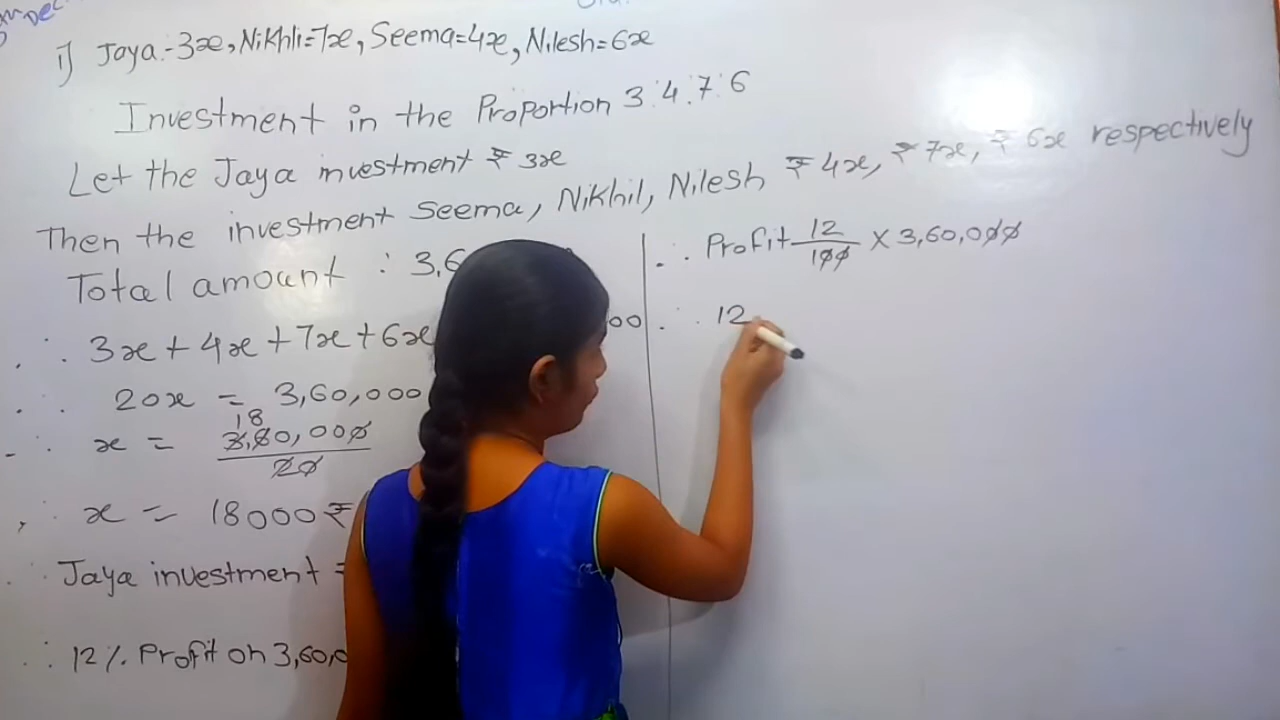 i) Jaya = 3x, Nikhli = 7x, Seema = 4x, Nilesh = 6x
Investment in the Proportion 3:4:7:6
Let the Jaya investment ₹ 3x
Then the investment Seema, Nikhil, Nilesh ₹ 4x, ₹ 7x, ₹ 6x respectively
Total amount : 3,6
∴ 3x + 4x + 7x + 6x 00
∴ 20x = 3,60,000
18
∴ x = 3,60,000
20
∴ x = 18000 ₹
Jaya investment =
∴ 12% Profit on 3,60,0
∴ Profit 12/100 × 3,60,000
∴ 12